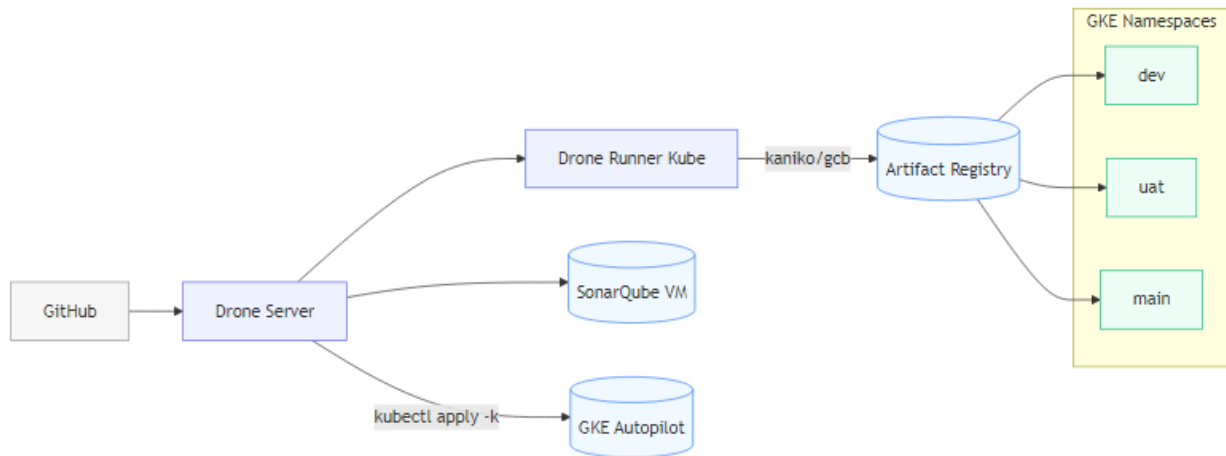 GKE Namespaces
dev
Drone Runner Kube
kaniko/gcb
Artifact Registry
uat
SonarQube VM
GitHub
Drone Server
main
kubectl apply -k
GKE Autopilot